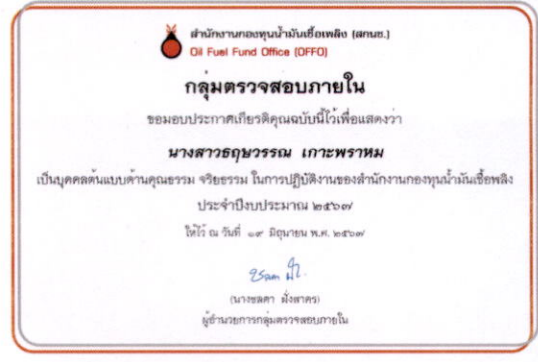 สำนักงานกองทุนน้ำมันเชื้อเพลิง (สกนช.)
Oil Fuel Fund Office (OFFO)
กลุ่มตรวจสอบภายใน
ขอมอบประกาศเกียรติคุณฉบับนี้ไว้เพื่อแสดงว่า
นางสาวธฤษวรรณ เกาะพราหม
เป็นบุคคลต้นแบบด้านคุณธรรม จริยธรรม ในการปฏิบัติงานของสำนักงานกองทุนน้ำมันเชื้อเพลิง
ประจำปีงบประมาณ ๒๕๖๗
ให้ไว้ ณ วันที่ ๑๙ มิถุนายน พ.ศ. ๒๕๖๗
(นางชลดา มั่งสาคร)
ผู้อำนวยการกลุ่มตรวจสอบภายใน